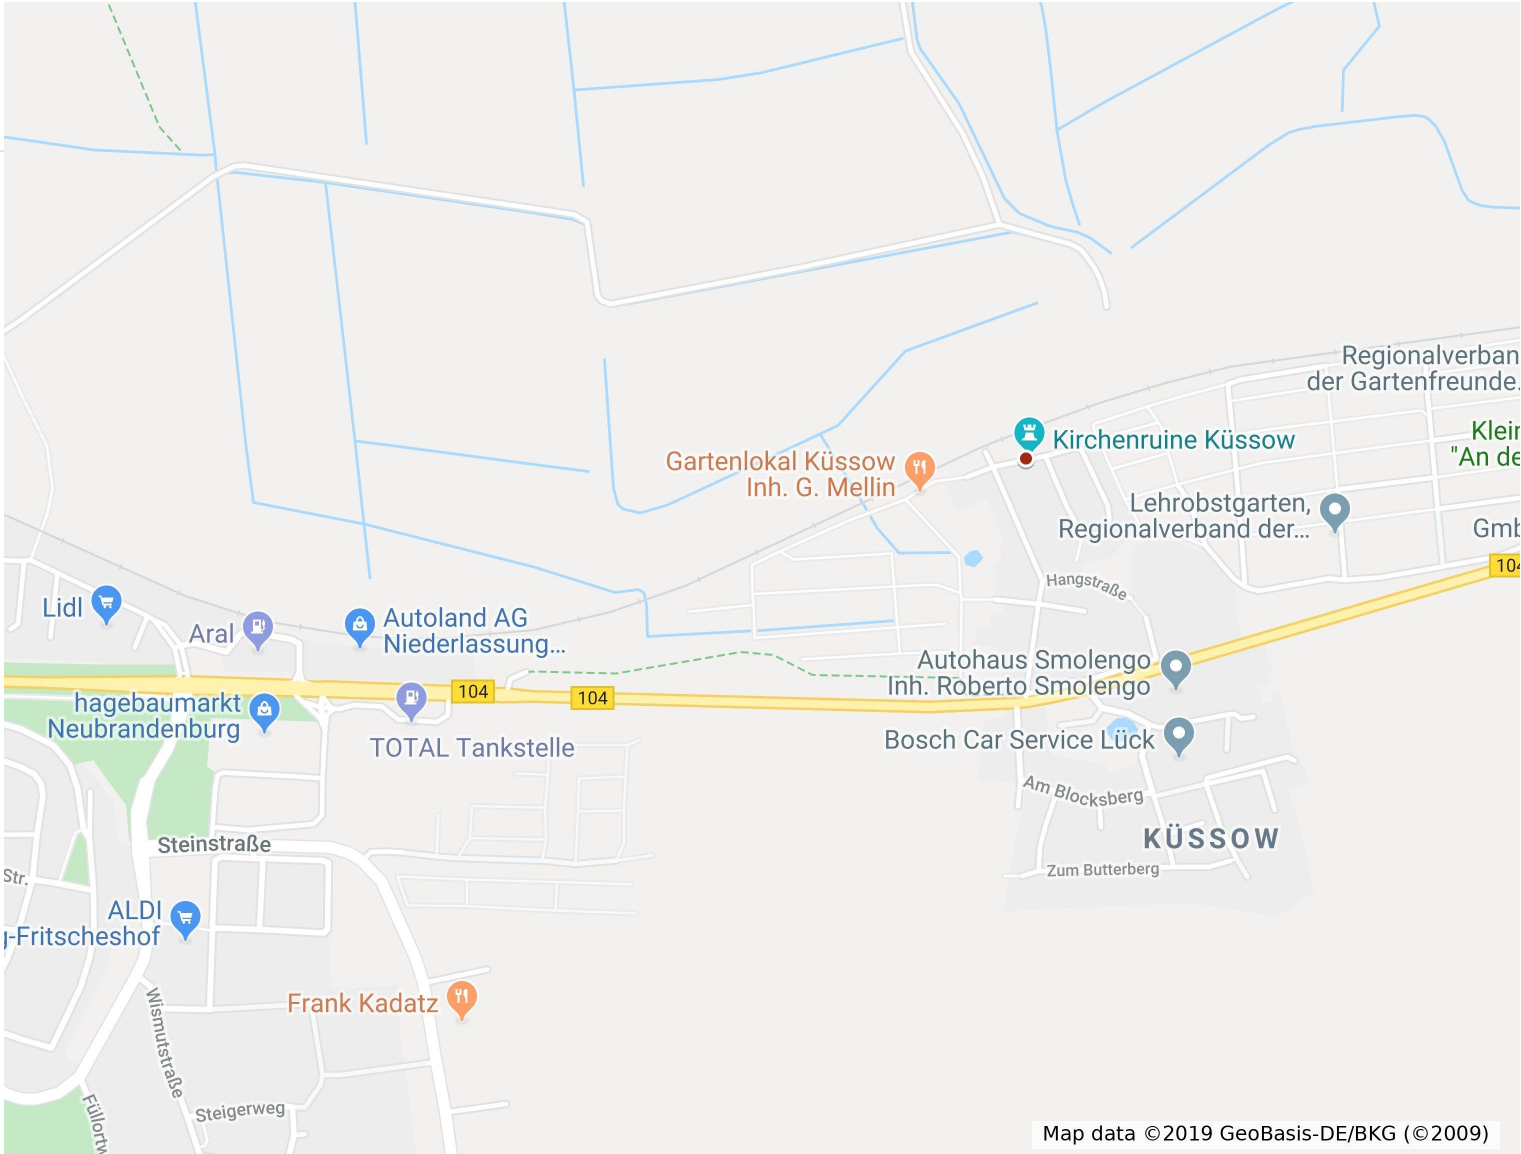 Regionalverban
der Gartenfreunde.
Kirchenruine Küssow
Klein
"An de
Gartenlokal Küssow
Inh. G. Mellin
Lehrobstgarten,
Regionalverband der...
Gmb
104
Hangstraße
Lidl
Aral
Autoland AG
Niederlassung...
Autohaus Smolengo
Inh. Roberto Smolengo
104
104
hagebaumarkt
Neubrandenburg
TOTAL Tankstelle
Bosch Car Service Lück
Am Blocksberg
KÜSSOW
Steinstraße
Zum Butterberg
Str.
ALDI
g-Fritscheshof
Frank Kadatz
Wismutstraße
Steigerweg
Füllortw
Map data ©2019 GeoBasis-DE/BKG (©2009)